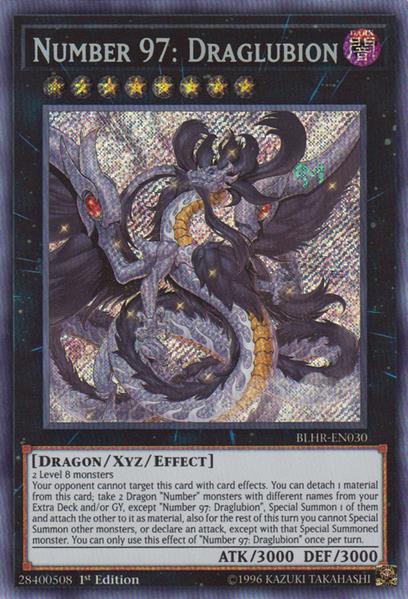 NUMBER 97: DRAGLUBION
DARK
97
BLHR-EN030
[DRAGON/XYZ/EFFECT]
2 Level 8 monsters
Your opponent cannot target this card with card effects. You can detach 1 material
from this card; take 2 Dragon "Number" monsters with different names from your
Extra Deck and/or GY, except "Number 97: Draglubion", Special Summon 1 of them
and attach the other to it as material, also for the rest of this turn you cannot Special
Summon other monsters, or declare an attack, except with that Special Summoned
monster. You can only use this effect of "Number 97: Draglubion" once per turn.
ATK/3000 DEF/3000
28400508 1st Edition ©1996 KAZUKI TAKAHASHI